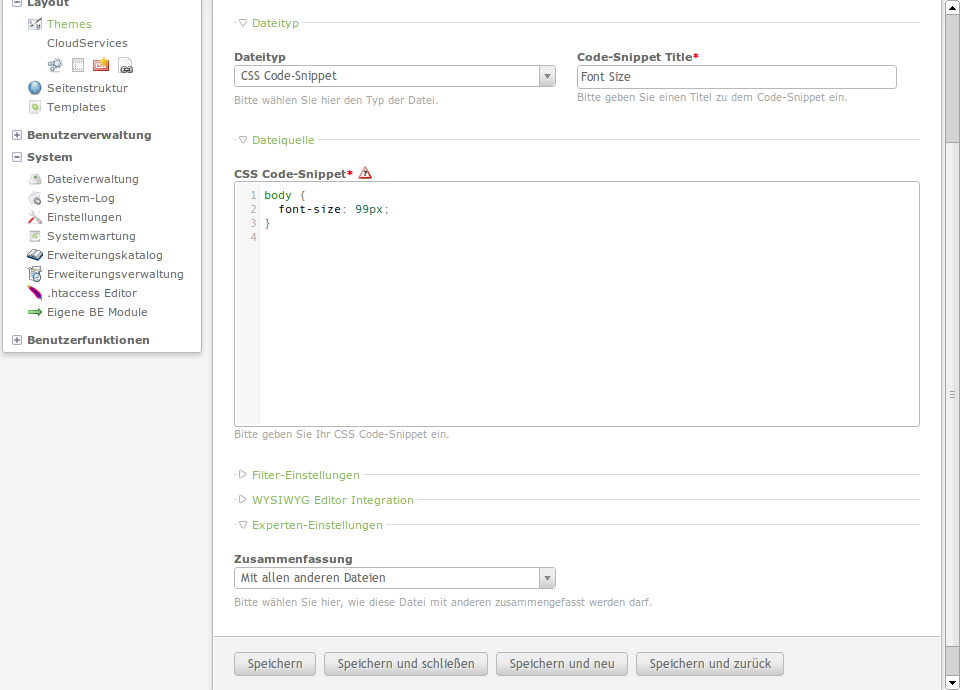 Layout
Themes
CloudServices
Seitenstruktur
Templates
Benutzerverwaltung
System
Dateiverwaltung
System-Log
Einstellungen
Systemwartung
Erweiterungskatalog
Erweiterungsverwaltung
.htaccess Editor
Eigene BE Module
Benutzerfunktionen
Dateityp
Dateityp
CSS Code-Snippet
Bitte wählen Sie hier den Typ der Datei.
Code-Snippet Title*
Font Size
Bitte geben Sie einen Titel zu dem Code-Snippet ein.
Dateiquelle
CSS Code-Snippet*
1 body {
2   font-size: 99px;
3 }
4
Bitte geben Sie Ihr CSS Code-Snippet ein.
Filter-Einstellungen
WYSIWYG Editor Integration
Experten-Einstellungen
Zusammenfassung
Mit allen anderen Dateien
Bitte wählen Sie hier, wie diese Datei mit anderen zusammengefasst werden darf.
Speichern
Speichern und schließen
Speichern und neu
Speichern und zurück